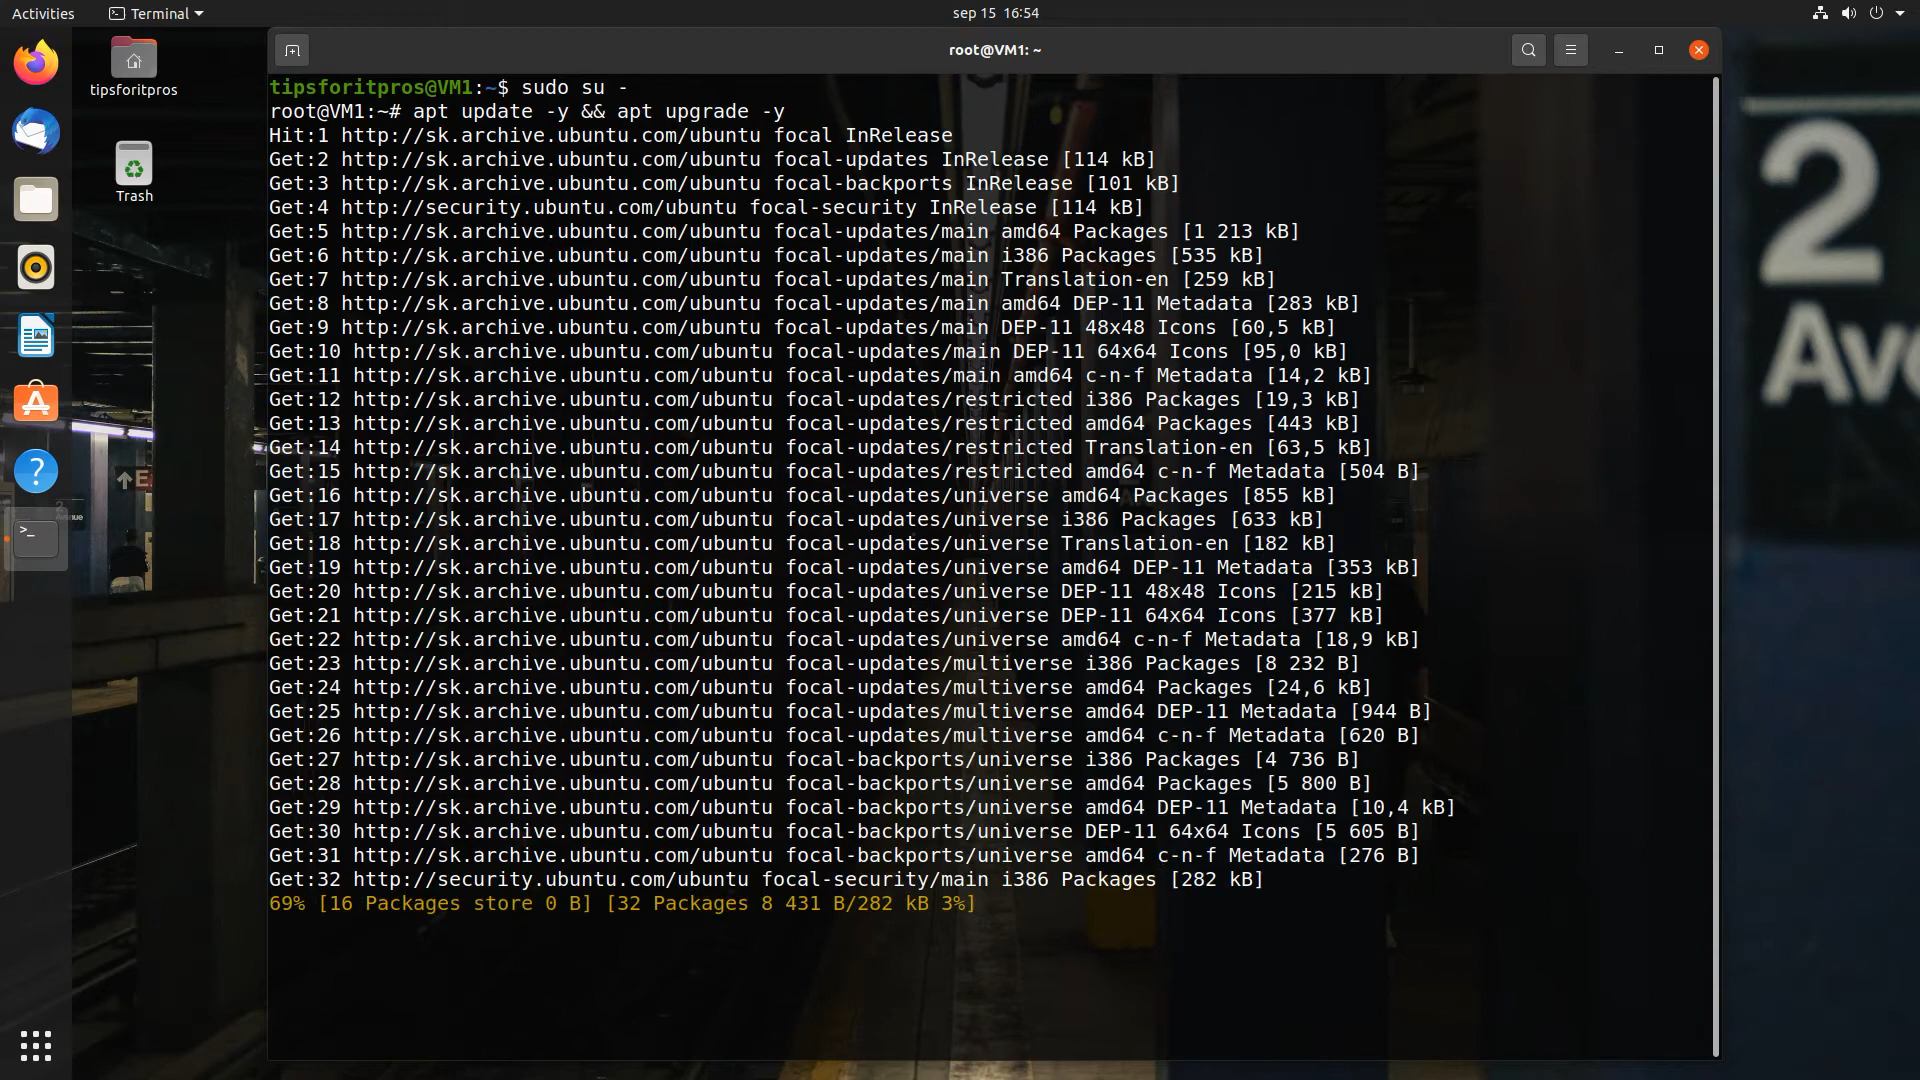 Activities
Terminal
sep 15 16:54
tipsforitpros
Trash
root@VM1: ~
tipsforitpros@VM1:~$ sudo su -
root@VM1:~# apt update -y && apt upgrade -y
Hit:1 http://sk.archive.ubuntu.com/ubuntu focal InRelease
Get:2 http://sk.archive.ubuntu.com/ubuntu focal-updates InRelease [114 kB]
Get:3 http://sk.archive.ubuntu.com/ubuntu focal-backports InRelease [101 kB]
Get:4 http://security.ubuntu.com/ubuntu focal-security InRelease [114 kB]
Get:5 http://sk.archive.ubuntu.com/ubuntu focal-updates/main amd64 Packages [1 213 kB]
Get:6 http://sk.archive.ubuntu.com/ubuntu focal-updates/main i386 Packages [535 kB]
Get:7 http://sk.archive.ubuntu.com/ubuntu focal-updates/main Translation-en [259 kB]
Get:8 http://sk.archive.ubuntu.com/ubuntu focal-updates/main amd64 DEP-11 Metadata [283 kB]
Get:9 http://sk.archive.ubuntu.com/ubuntu focal-updates/main DEP-11 48x48 Icons [60,5 kB]
Get:10 http://sk.archive.ubuntu.com/ubuntu focal-updates/main DEP-11 64x64 Icons [95,0 kB]
Get:11 http://sk.archive.ubuntu.com/ubuntu focal-updates/main amd64 c-n-f Metadata [14,2 kB]
Get:12 http://sk.archive.ubuntu.com/ubuntu focal-updates/restricted i386 Packages [19,3 kB]
Get:13 http://sk.archive.ubuntu.com/ubuntu focal-updates/restricted amd64 Packages [443 kB]
Get:14 http://sk.archive.ubuntu.com/ubuntu focal-updates/restricted Translation-en [63,5 kB]
Get:15 http://sk.archive.ubuntu.com/ubuntu focal-updates/restricted amd64 c-n-f Metadata [504 B]
Get:16 http://sk.archive.ubuntu.com/ubuntu focal-updates/universe amd64 Packages [855 kB]
Get:17 http://sk.archive.ubuntu.com/ubuntu focal-updates/universe i386 Packages [633 kB]
Get:18 http://sk.archive.ubuntu.com/ubuntu focal-updates/universe Translation-en [182 kB]
Get:19 http://sk.archive.ubuntu.com/ubuntu focal-updates/universe amd64 DEP-11 Metadata [353 kB]
Get:20 http://sk.archive.ubuntu.com/ubuntu focal-updates/universe DEP-11 48x48 Icons [215 kB]
Get:21 http://sk.archive.ubuntu.com/ubuntu focal-updates/universe DEP-11 64x64 Icons [377 kB]
Get:22 http://sk.archive.ubuntu.com/ubuntu focal-updates/universe amd64 c-n-f Metadata [18,9 kB]
Get:23 http://sk.archive.ubuntu.com/ubuntu focal-updates/multiverse i386 Packages [8 232 B]
Get:24 http://sk.archive.ubuntu.com/ubuntu focal-updates/multiverse amd64 Packages [24,6 kB]
Get:25 http://sk.archive.ubuntu.com/ubuntu focal-updates/multiverse amd64 DEP-11 Metadata [944 B]
Get:26 http://sk.archive.ubuntu.com/ubuntu focal-updates/multiverse amd64 c-n-f Metadata [620 B]
Get:27 http://sk.archive.ubuntu.com/ubuntu focal-backports/universe i386 Packages [4 736 B]
Get:28 http://sk.archive.ubuntu.com/ubuntu focal-backports/universe amd64 Packages [5 800 B]
Get:29 http://sk.archive.ubuntu.com/ubuntu focal-backports/universe amd64 DEP-11 Metadata [10,4 kB]
Get:30 http://sk.archive.ubuntu.com/ubuntu focal-backports/universe DEP-11 64x64 Icons [5 605 B]
Get:31 http://sk.archive.ubuntu.com/ubuntu focal-backports/universe amd64 c-n-f Metadata [276 B]
Get:32 http://security.ubuntu.com/ubuntu focal-security/main i386 Packages [282 kB]
69% [16 Packages store 0 B] [32 Packages 8 431 B/282 kB 3%]
2
Ave